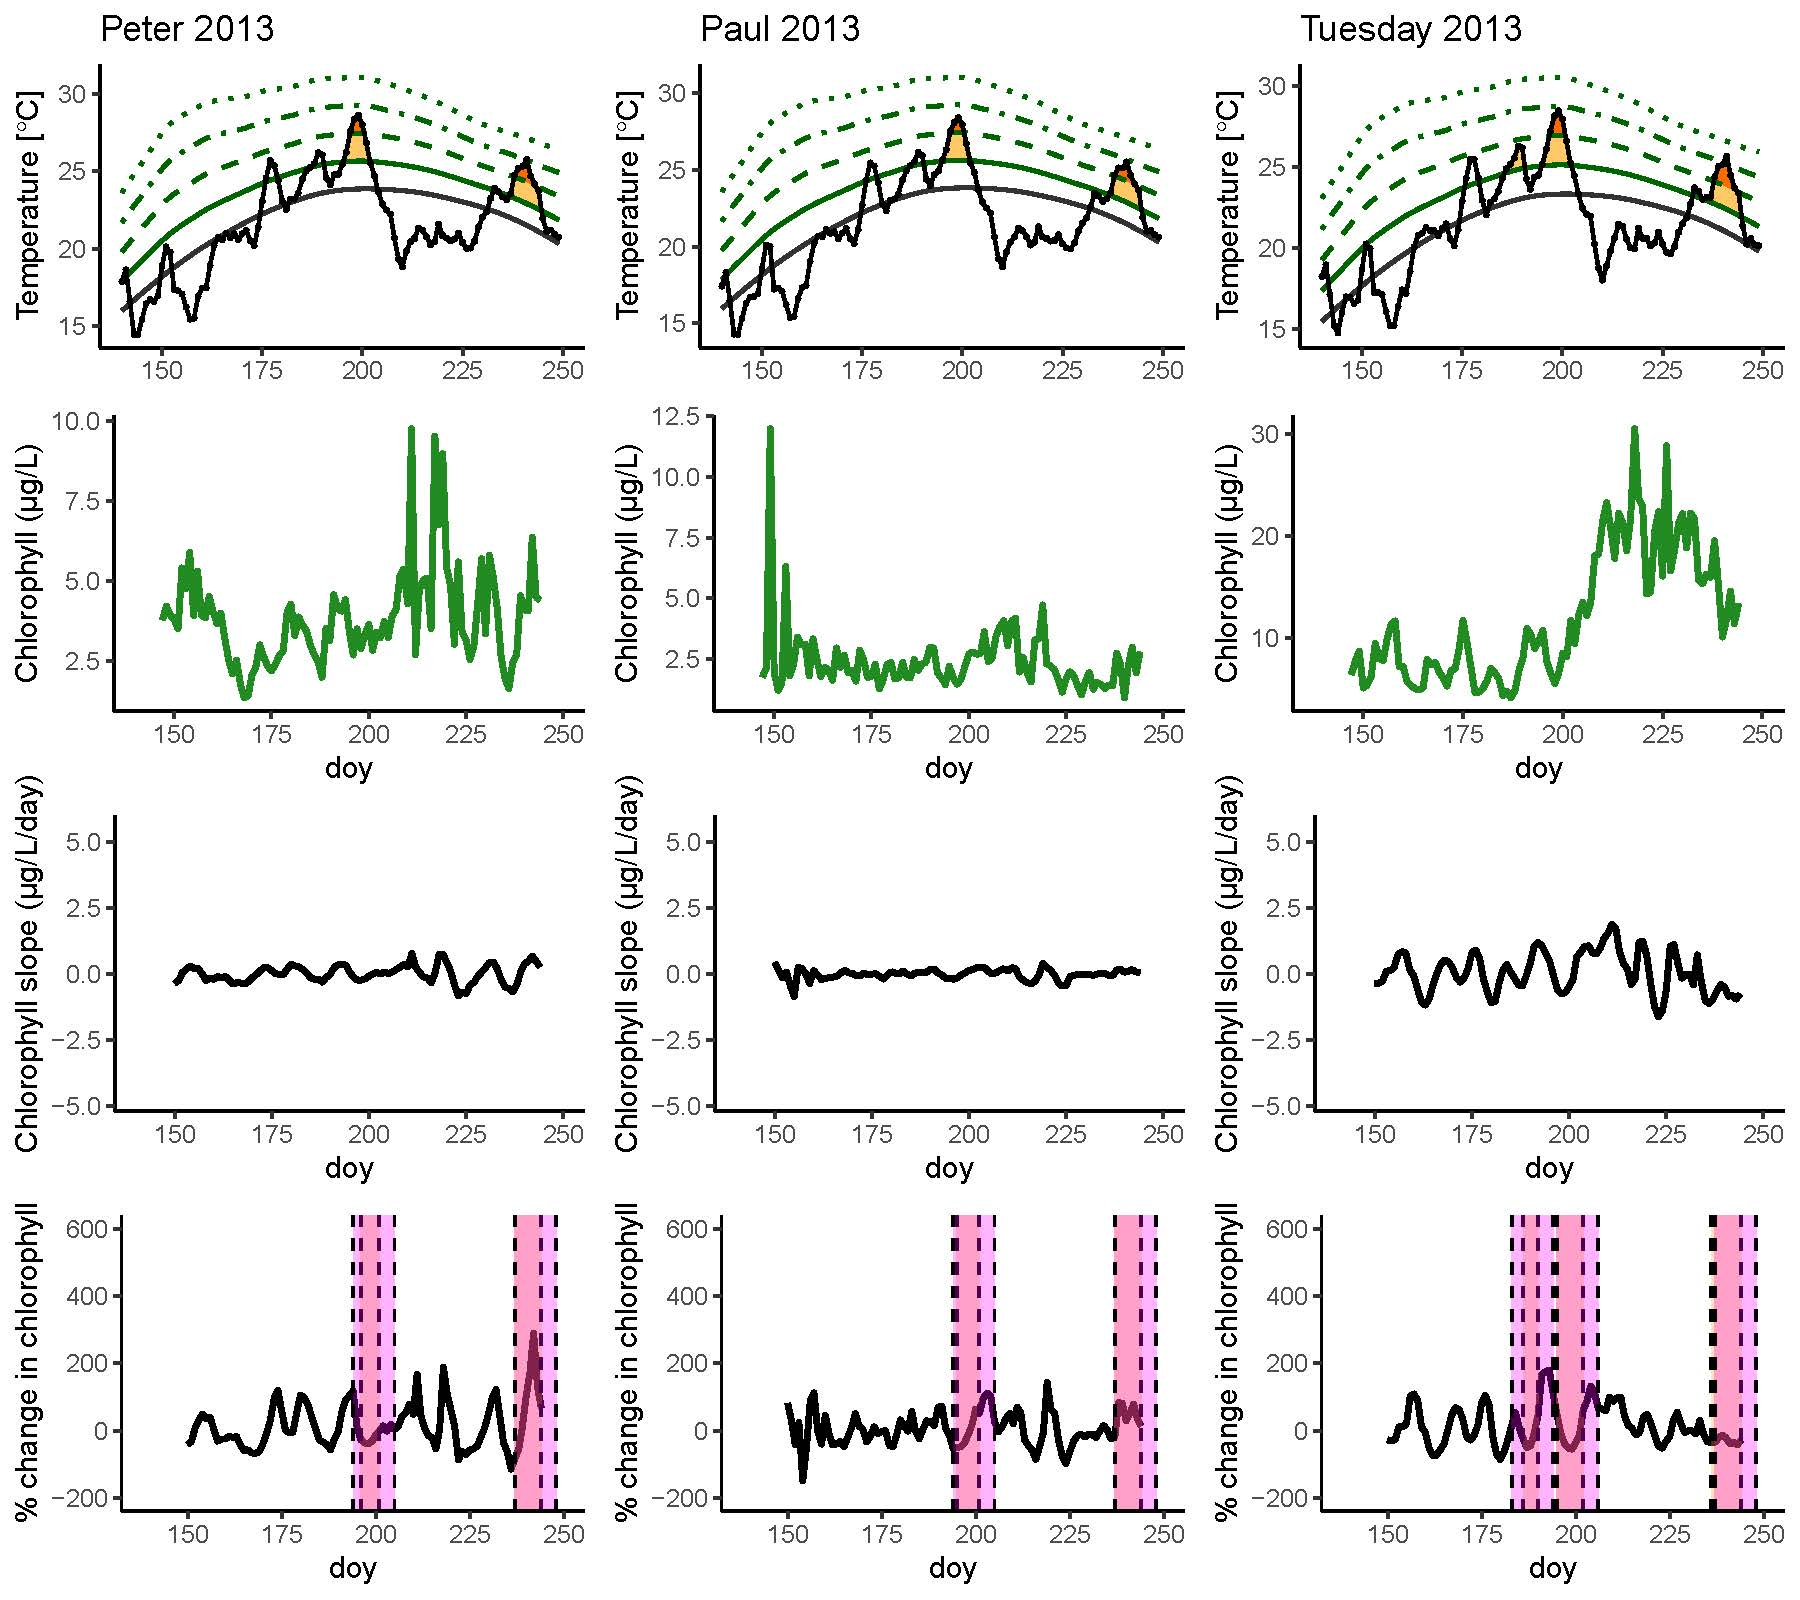 Peter 2013 Paul 2013 Tuesday 2013
Temperature [°C] Temperature [°C] Temperature [°C]
30 30 30
25 25 25
20 20 20
15 15 15
150 175 200 225 250 150 175 200 225 250 150 175 200 225 250
Chlorophyll (µg/L) Chlorophyll (µg/L) Chlorophyll (µg/L)
10.0 12.5 30
7.5 10.0 20
5.0 7.5 10
2.5 5.0
2.5
150 175 200 225 250 150 175 200 225 250 150 175 200 225 250
doy doy doy
Chlorophyll slope (µg/L/day) Chlorophyll slope (µg/L/day) Chlorophyll slope (µg/L/day)
5.0 5.0 5.0
2.5 2.5 2.5
0.0 0.0 0.0
−2.5 −2.5 −2.5
−5.0 −5.0 −5.0
150 175 200 225 250 150 175 200 225 250 150 175 200 225 250
doy doy doy
% change in chlorophyll % change in chlorophyll % change in chlorophyll
600 600 600
400 400 400
200 200 200
0 0 0
−200 −200 −200
150 175 200 225 250 150 175 200 225 250 150 175 200 225 250
doy doy doy